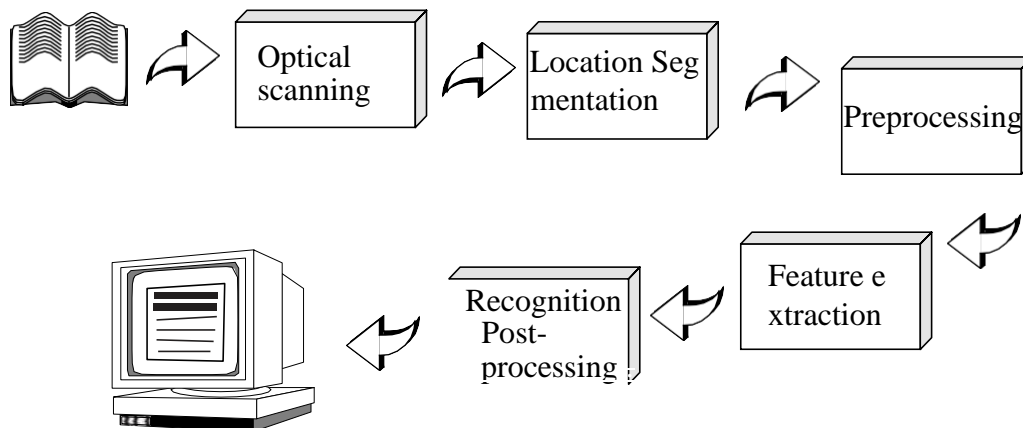 Optical
scanning
Location Seg
mentation
Preprocessing
Feature e
xtraction
Recognition
Post-
processing